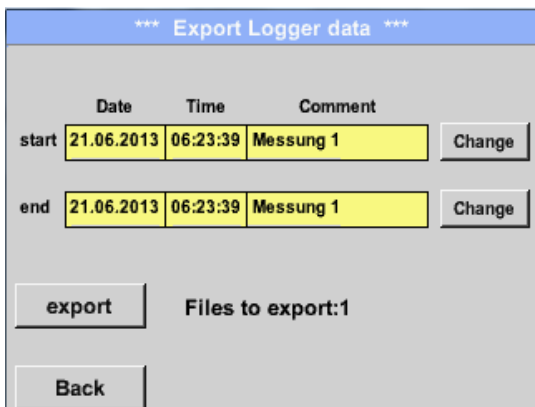 *** Export Logger data ***
Date Time Comment
start 21.06.2013 06:23:39 Messung 1 Change
end 21.06.2013 06:23:39 Messung 1 Change
export Files to export:1
Back